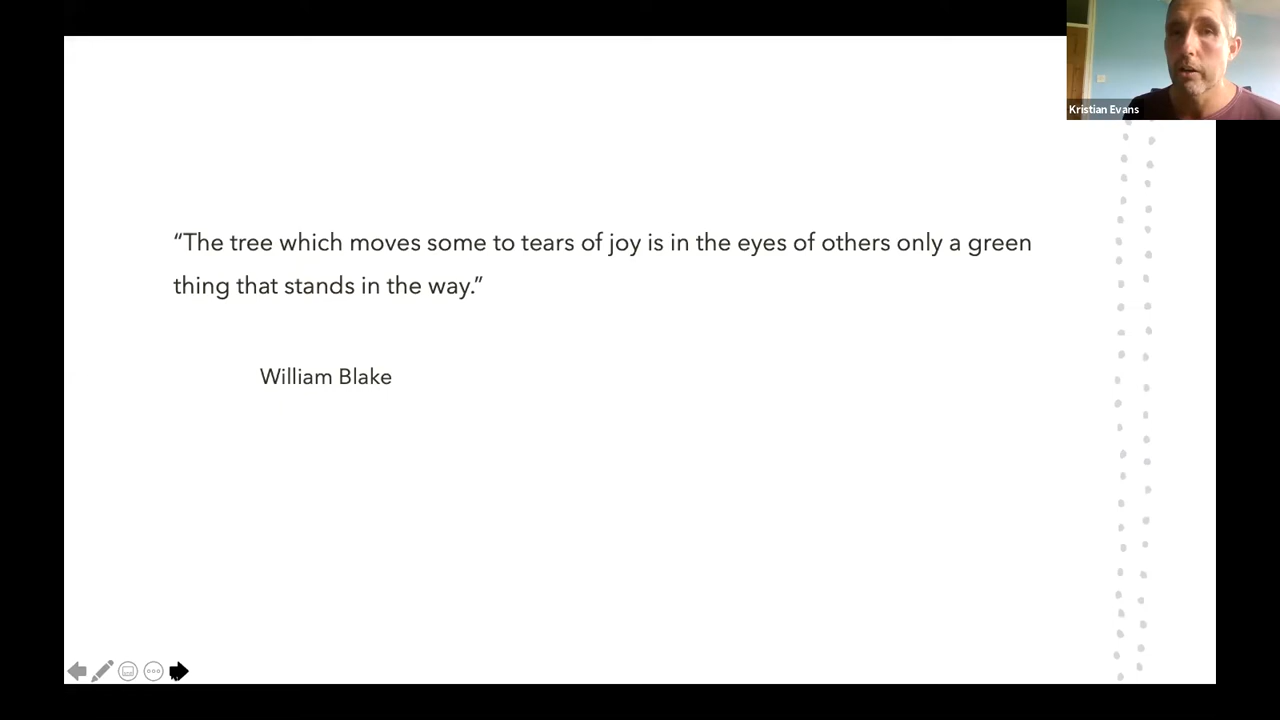 Kristian Evans
“The tree which moves some to tears of joy is in the eyes of others only a green
thing that stands in the way.”
William Blake